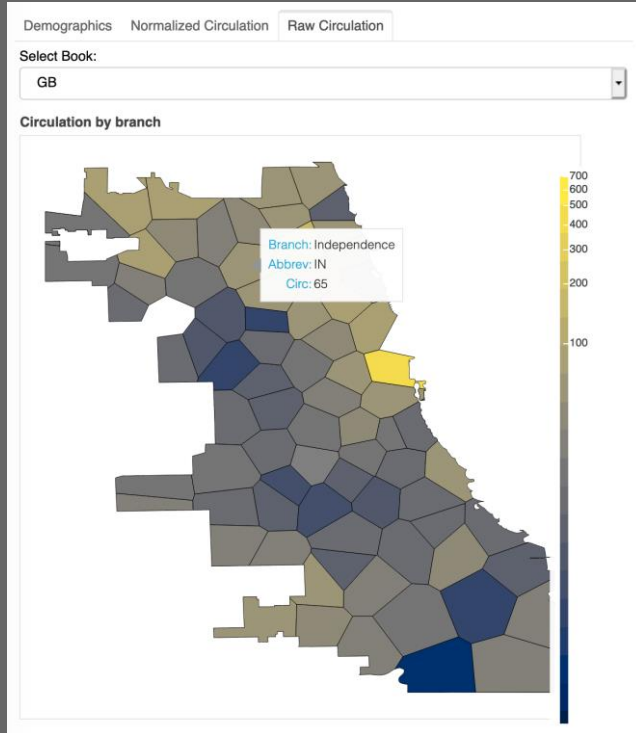 Demographics Normalized Circulation Raw Circulation
Select Book:
GB
Circulation by branch
Branch: Independence
Abbrev: IN
Circ: 65
700
600
500
400
300
200
100